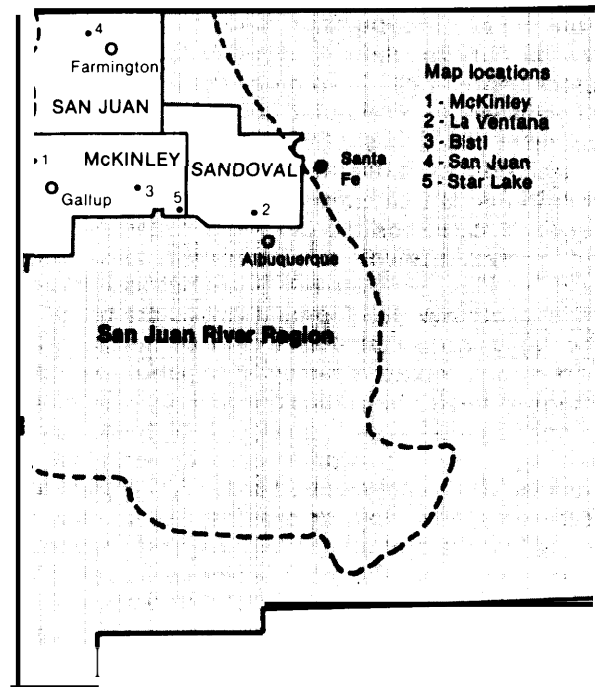 4
Farmington
SAN JUAN
Map locations
1 - McKinley
2 - La Ventana
3 - Bisti
4 - San Juan
5 - Star Lake
1
McKINLEY
SANDOVAL
Santa
Fe
Gallup
3
5
2
Albuquerque
San Juan River Region